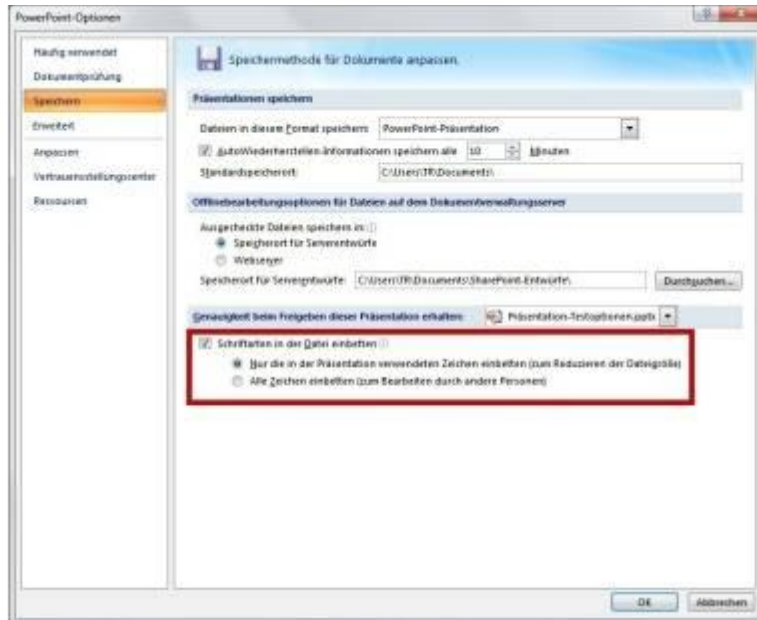 PowerPoint-Optionen
Häufig verwendet
Dokumentprüfung
Speichern
Erweitert
Anpassen
Vertrauensstellungscenter
Ressourcen
Speichermethode für Dokumente anpassen.
Präsentationen speichern
Dateien in diesem Format speichern: PowerPoint-Präsentation
AutoWiederherstellen-Informationen speichern alle 10 Minuten
Standardspeicherort: C:\Users\TR\Documents\
Offlinebearbeitungsoptionen für Dateien auf dem Dokumentverwaltungsserver
Ausgecheckte Dateien speichern in:
Speicherort für Serverentwürfe
Webserver
Speicherort für Serverentwürfe: C:\Users\TR\Documents\SharePoint-Entwürfe\ Durchsuchen...
Genauigkeit beim Freigeben dieser Präsentation erhalten: Präsentation-Testoptionen.pptx
Schriftarten in der Datei einbetten
Nur die in der Präsentation verwendeten Zeichen einbetten (zum Reduzieren der Dateigröße)
Alle Zeichen einbetten (zum Bearbeiten durch andere Personen)
OK Abbrechen